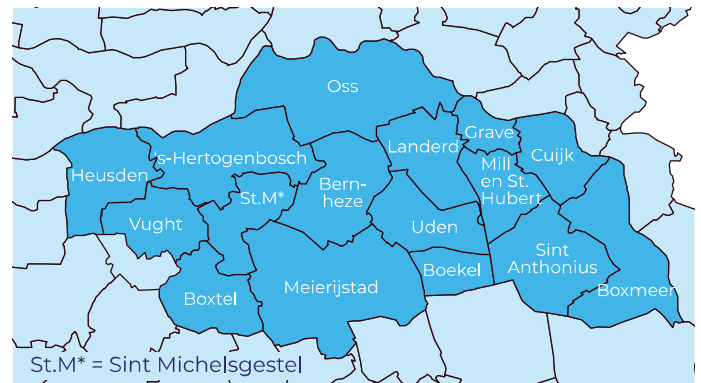 Oss
Grave
Landerd
's-Hertogenbosch
Cuijk
Mill
en St.
Hubert
Heusden
Bern-
heze
St.M*
Vught
Uden
Sint
Anthonius
Boekel
Meierijstad
Boxmeer
Boxtel
St.M* = Sint Michelsgestel